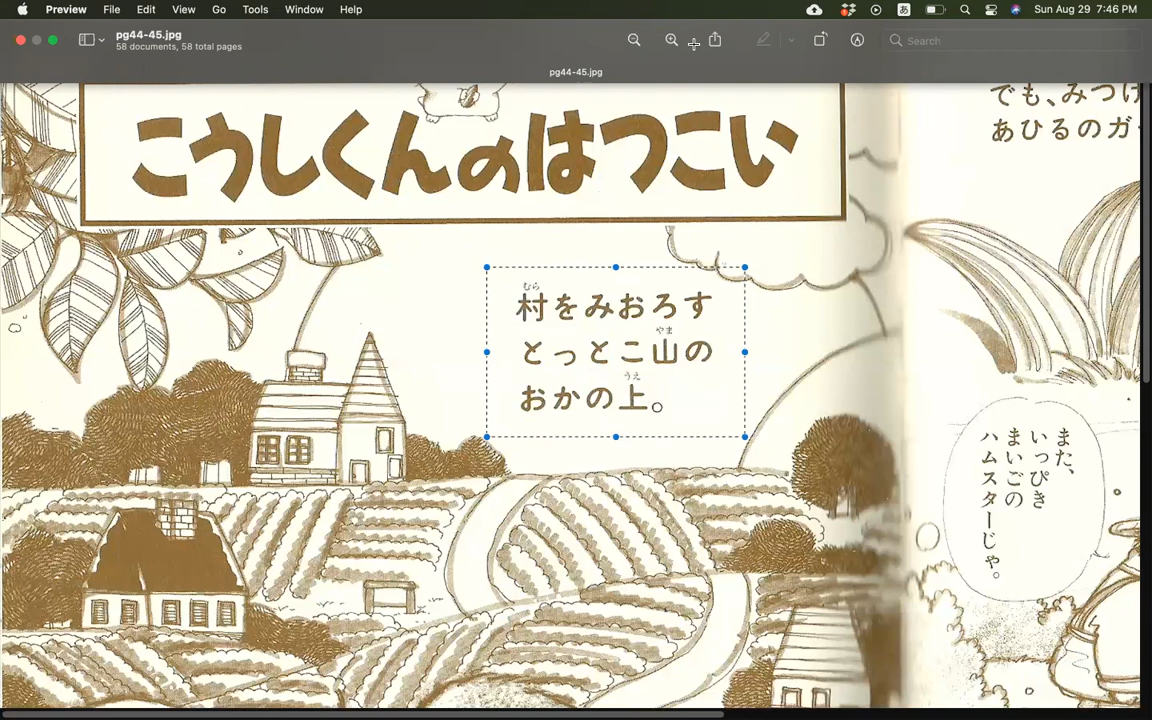 Preview File Edit View Go Tools Window Help
あ
Sun Aug 29 7:46 PM
pg44-45.jpg
58 documents, 58 total pages
Search
pg44-45.jpg
こうしくんのはつこい
むら
村をみおろす
やま
とっとこ山の
うえ
おかの上。
でも、みつけ
あひるのガ
また、
いっぴき
まいごの
ハムスターじゃ。